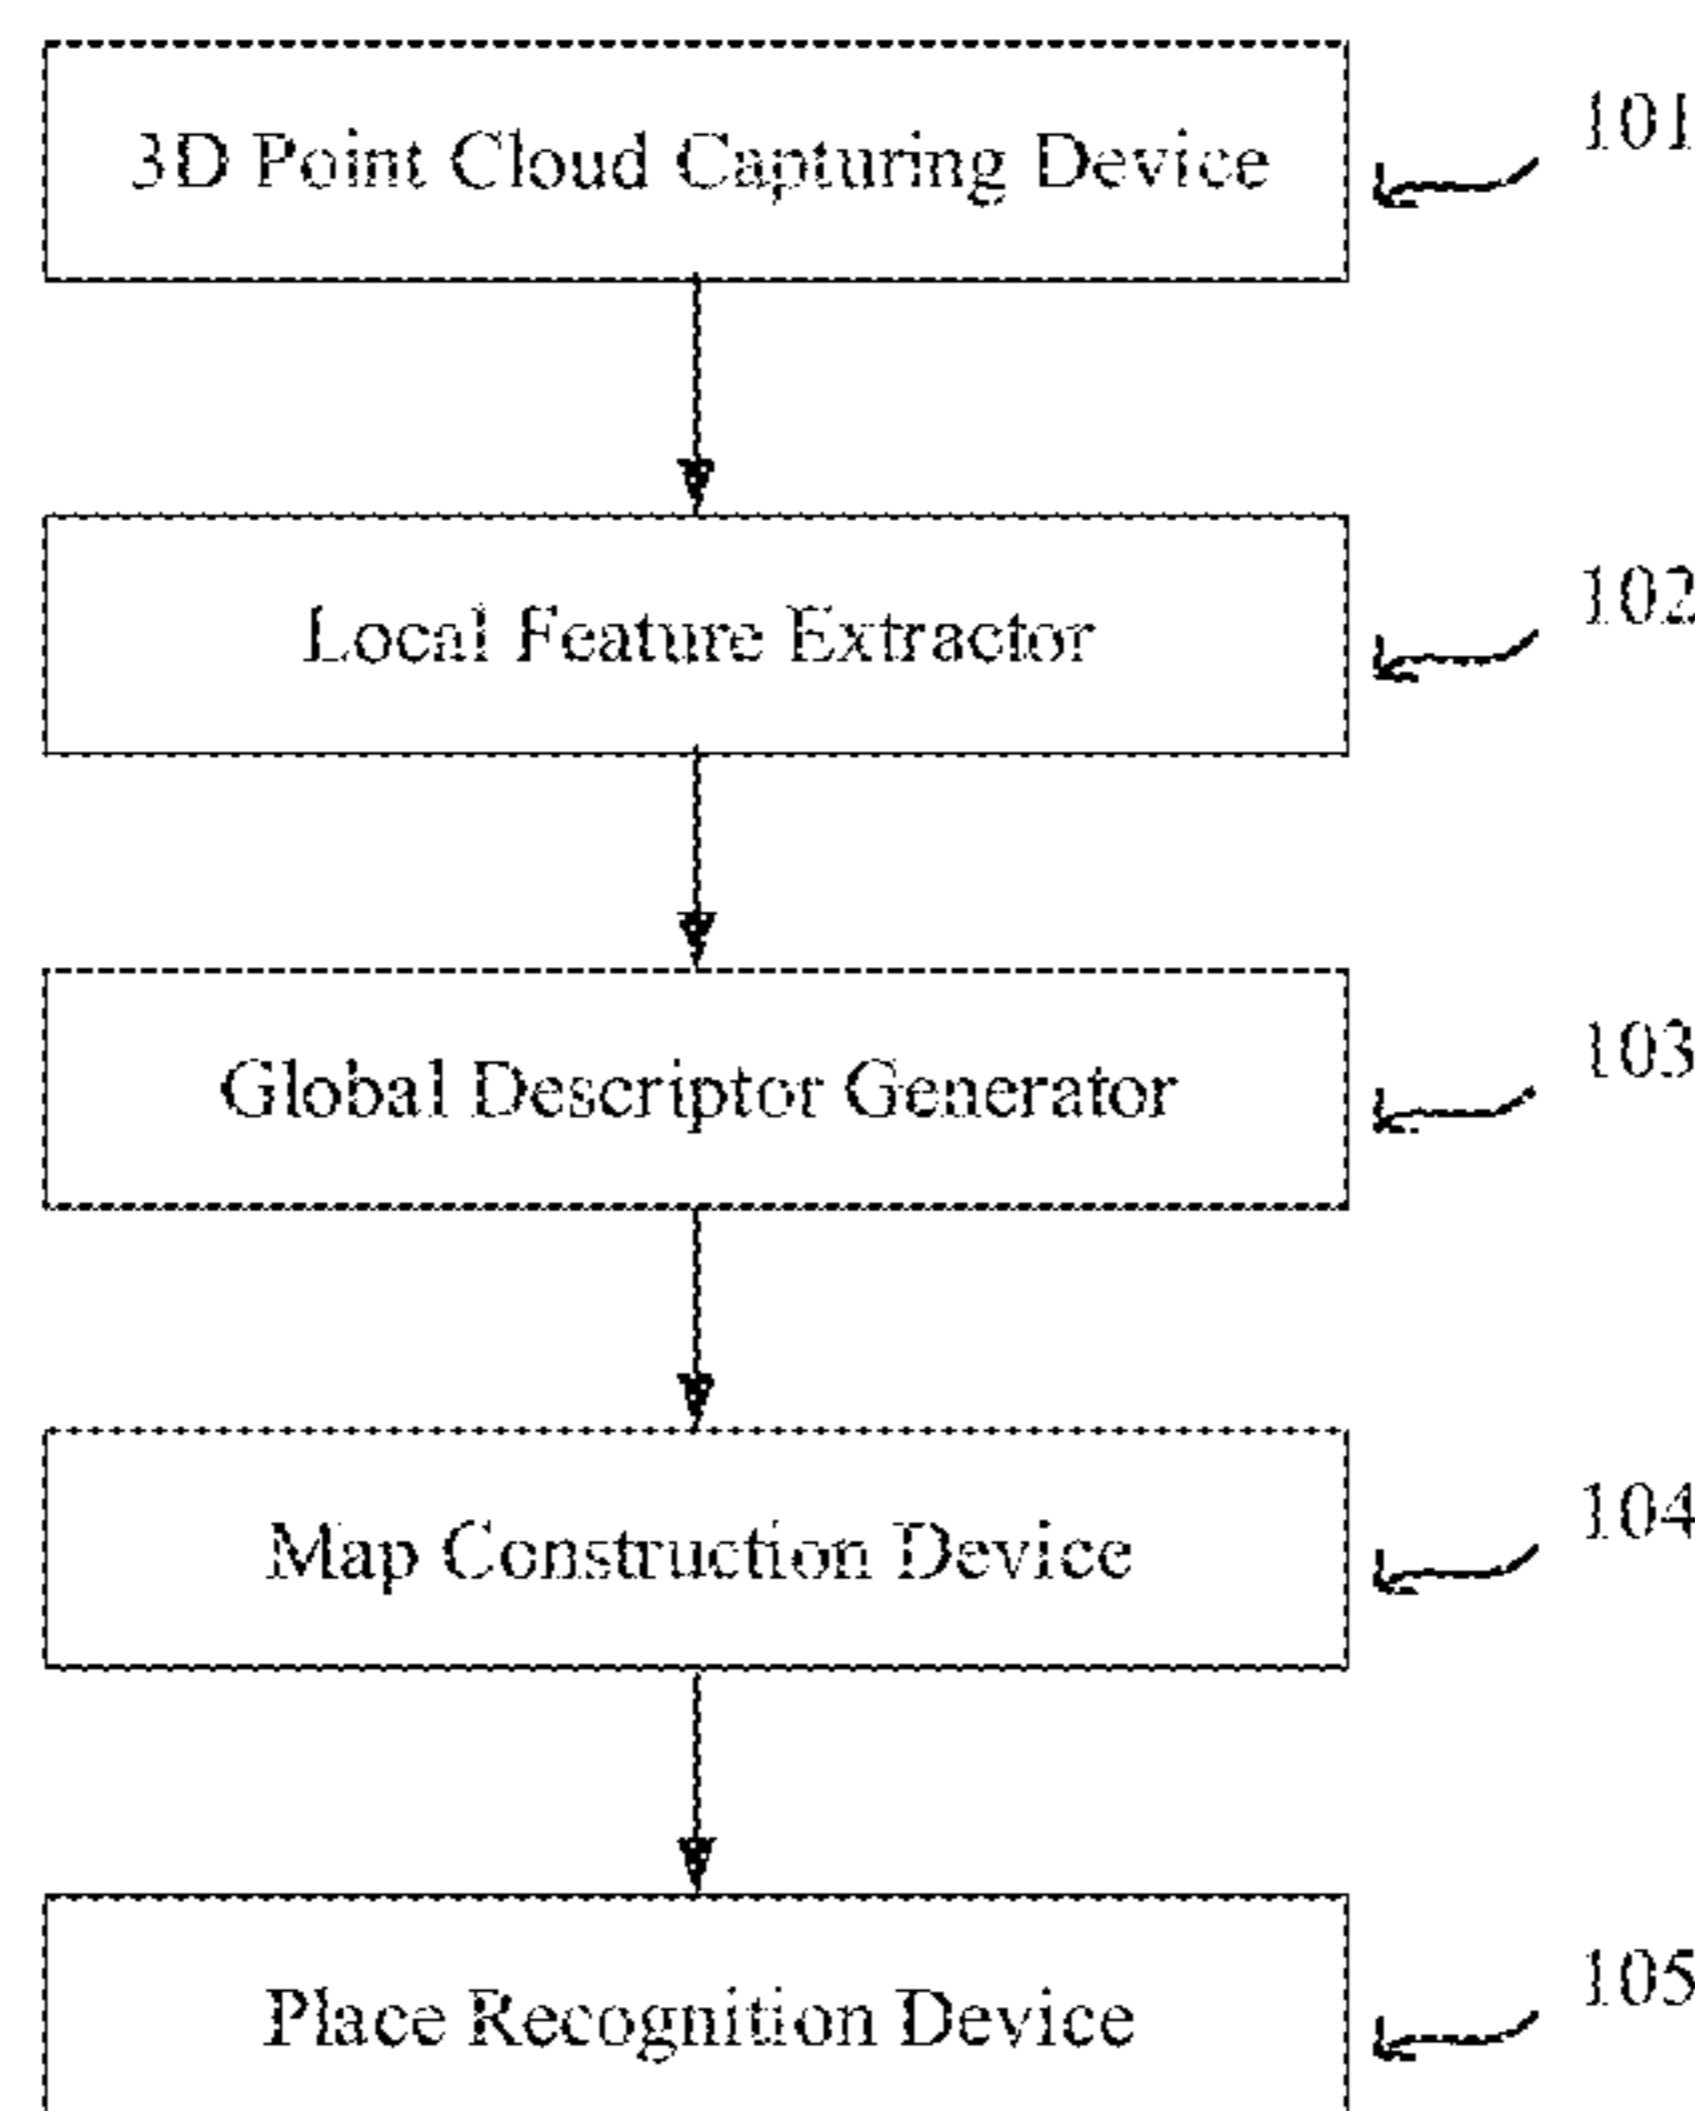 3D Point Cloud Capturing Device
101
Local Feature Extractor
102
Global Descriptor Generator
103
Map Construction Device
104
Place Recognition Device
105